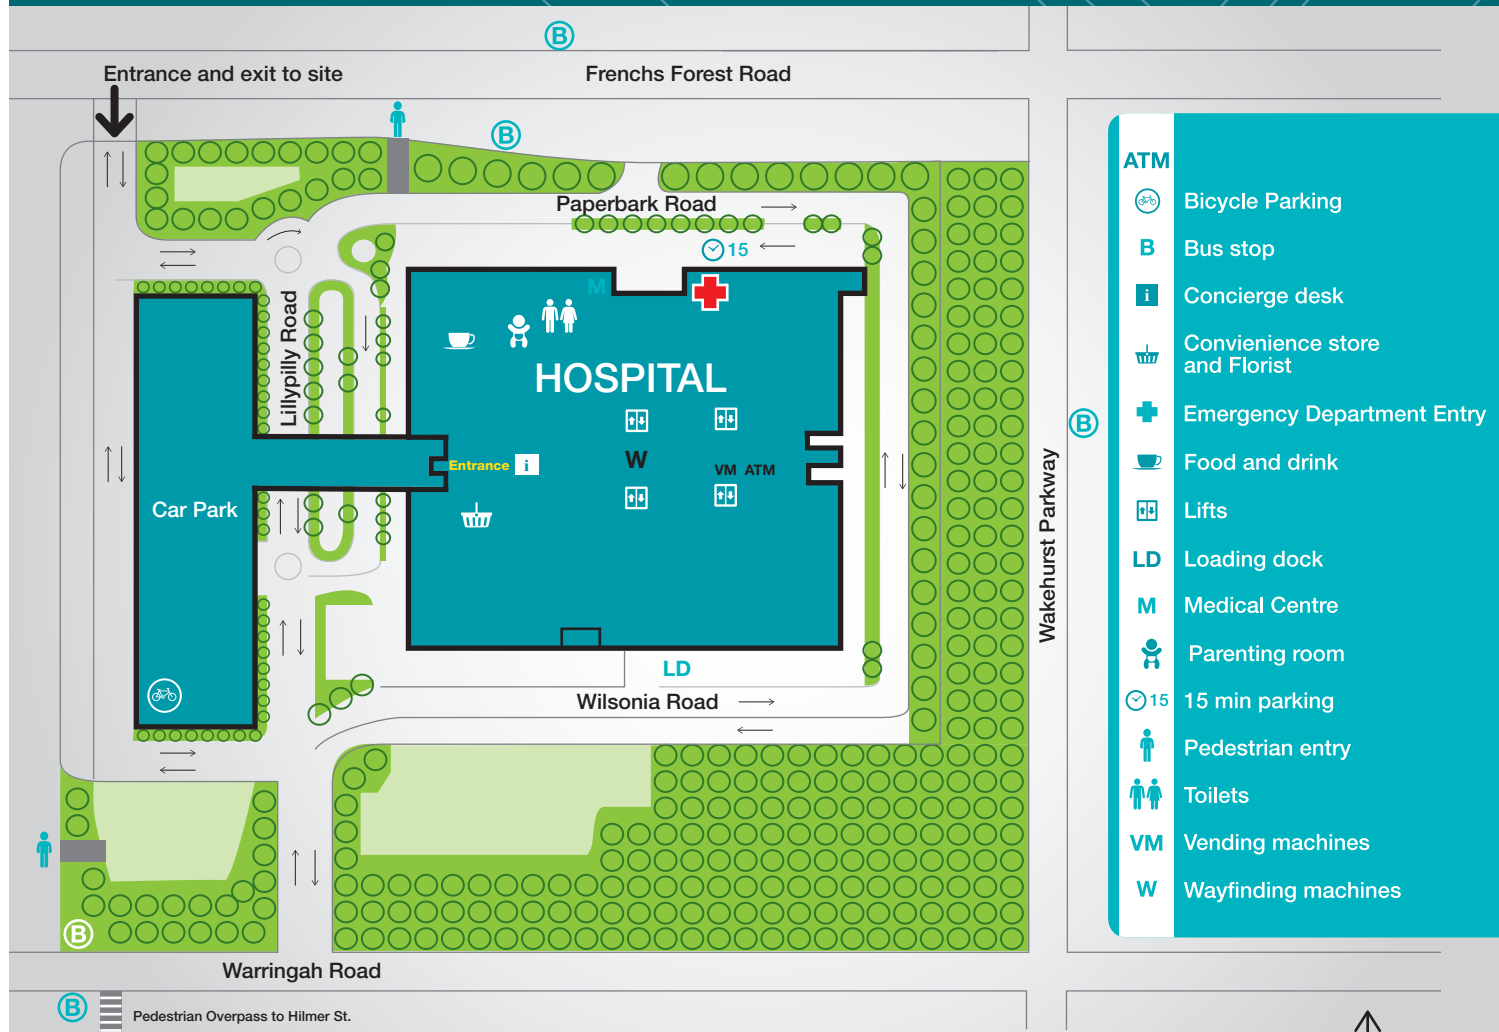 B
Entrance and exit to site
Frenchs Forest Road
B
Paperbark Road
15
M
Lillypilly Road
HOSPITAL
Entrance
i
W
VM ATM
Car Park
LD
Wilsonia Road
Wakehurst Parkway
B
B
Warringah Road
B
Pedestrian Overpass to Hilmer St.
ATM
Bicycle Parking
B Bus stop
i Concierge desk
Convienience store
and Florist
Emergency Department Entry
Food and drink
Lifts
LD Loading dock
M Medical Centre
Parenting room
15 15 min parking
Pedestrian entry
Toilets
VM Vending machines
W Wayfinding machines